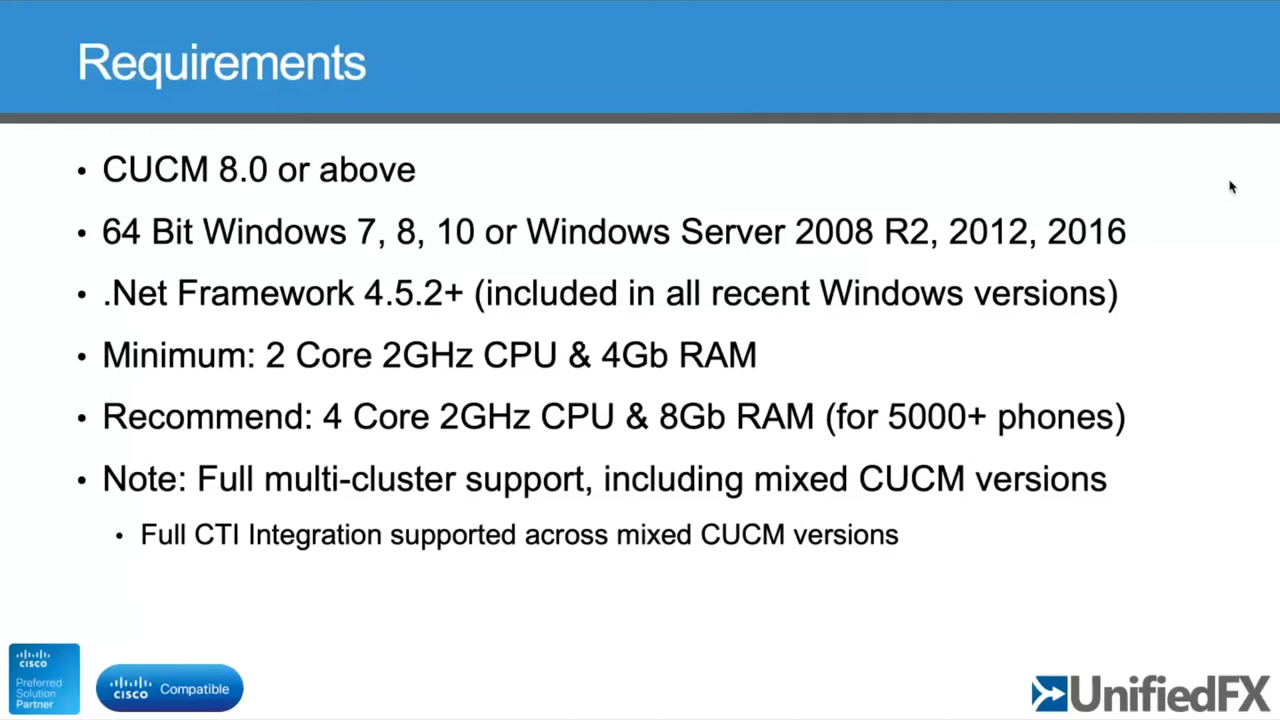 Requirements
• CUCM 8.0 or above
• 64 Bit Windows 7, 8, 10 or Windows Server 2008 R2, 2012, 2016
• .Net Framework 4.5.2+ (included in all recent Windows versions)
• Minimum: 2 Core 2GHz CPU & 4Gb RAM
• Recommend: 4 Core 2GHz CPU & 8Gb RAM (for 5000+ phones)
• Note: Full multi-cluster support, including mixed CUCM versions
• Full CTI Integration supported across mixed CUCM versions
CISCO
Preferred
Solution
Partner
CISCO Compatible
UnifiedFX